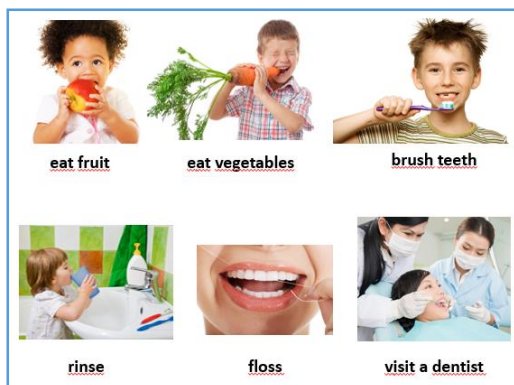 eat fruit
eat vegetables
brush teeth
rinse
floss
visit a dentist